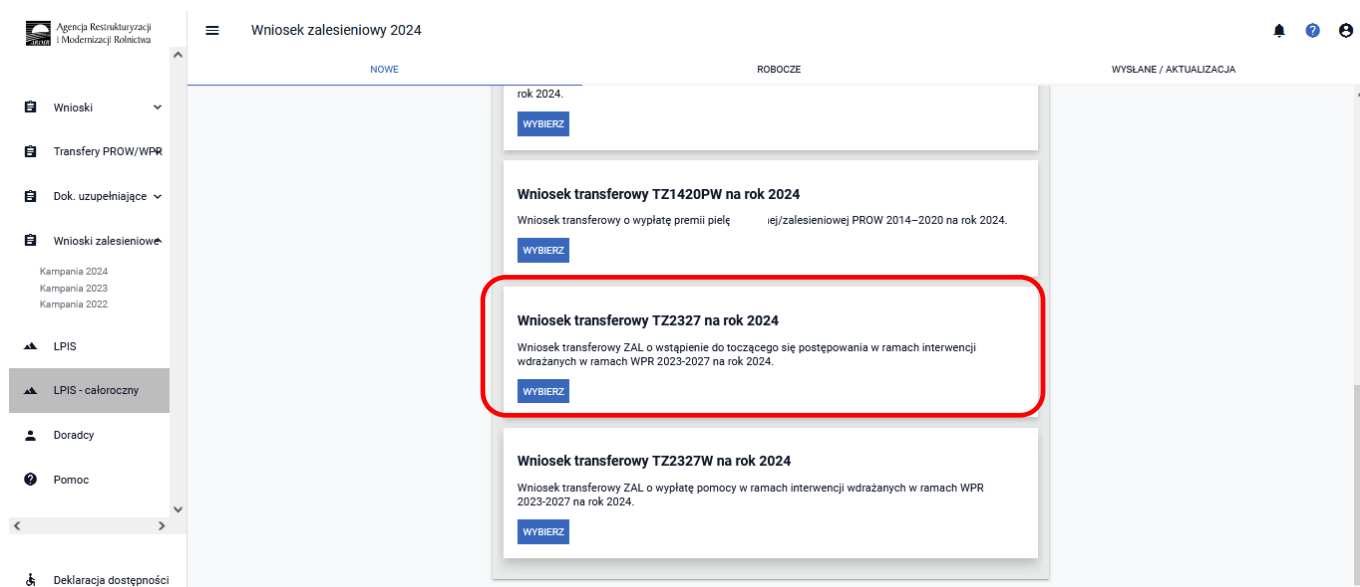 Agencja Restrukturyzacji
i Modernizacji Rolnictwa
Wniosek zalesieniowy 2024
NOWE
ROBOCZE
WYSŁANE / AKTUALIZACJA
Wnioski
Transfery PROW/WPR
Dok. uzupełniające
Wnioski zalesieniowe
Kampania 2024
Kampania 2023
Kampania 2022
LPIS
LPIS - całoroczny
Doradcy
Pomoc
Deklaracja dostępności
rok 2024.
WYBIERZ
Wniosek transferowy TZ1420PW na rok 2024
Wniosek transferowy o wypłatę premii pielę nej/zalesieniowej PROW 2014–2020 na rok 2024.
WYBIERZ
Wniosek transferowy TZ2327 na rok 2024
Wniosek transferowy ZAL o wstąpienie do toczącego się postępowania w ramach interwencji
wdrażanych w ramach WPR 2023-2027 na rok 2024.
WYBIERZ
Wniosek transferowy TZ2327W na rok 2024
Wniosek transferowy ZAL o wypłatę pomocy w ramach interwencji wdrażanych w ramach WPR
2023-2027 na rok 2024.
WYBIERZ